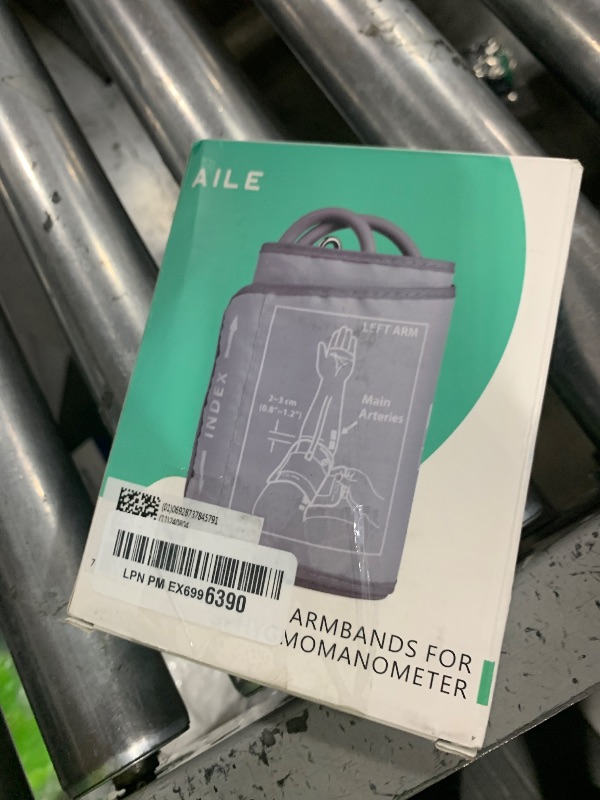 AILE
LEFT ARM
INDEX
2~3 cm
(0.8"~1.2")
Main
Arteries
(01)06928737845791
LPN PM EX6996390
ARMBANDS FOR
MOMANOMETER